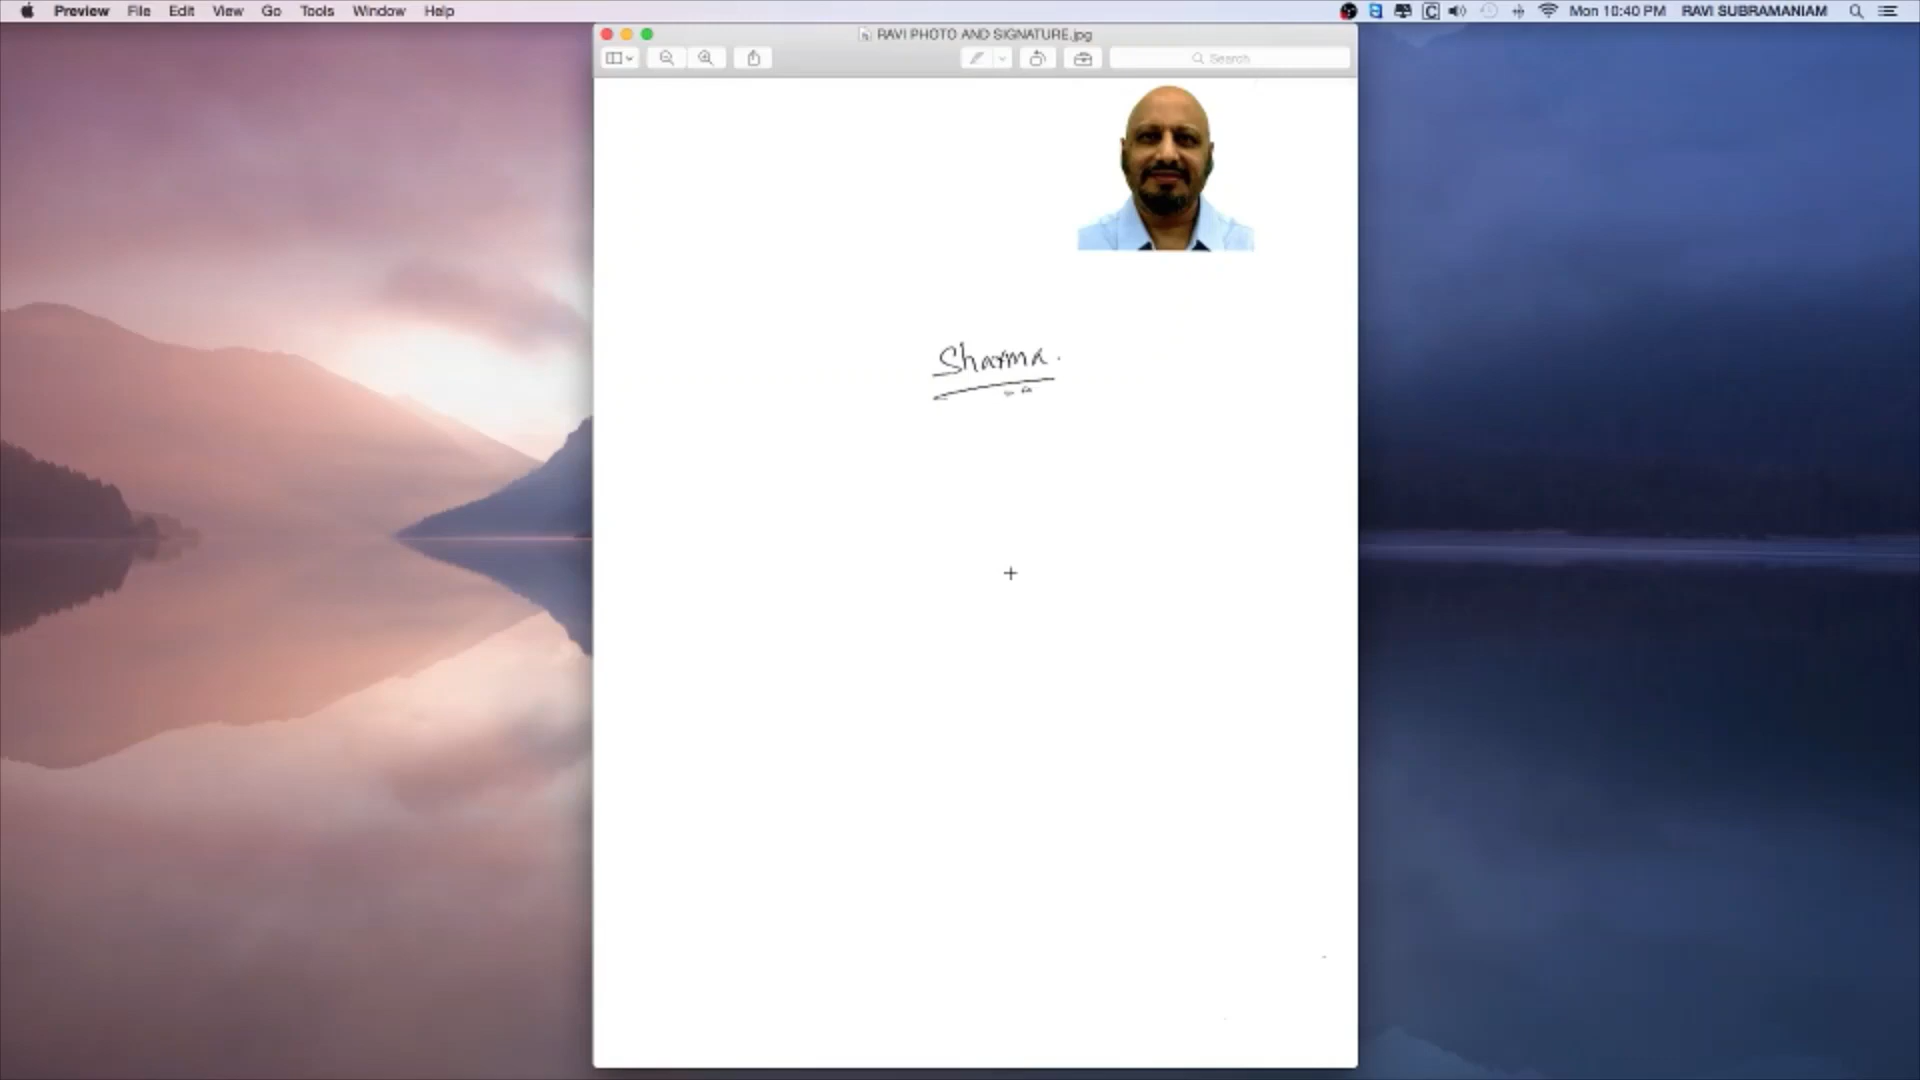 Preview File Edit View Go Tools Window Help Mon 10:40 PM RAVI SUBRAMANIAM
RAVI PHOTO AND SIGNATURE.jpg
Search
Sharma.